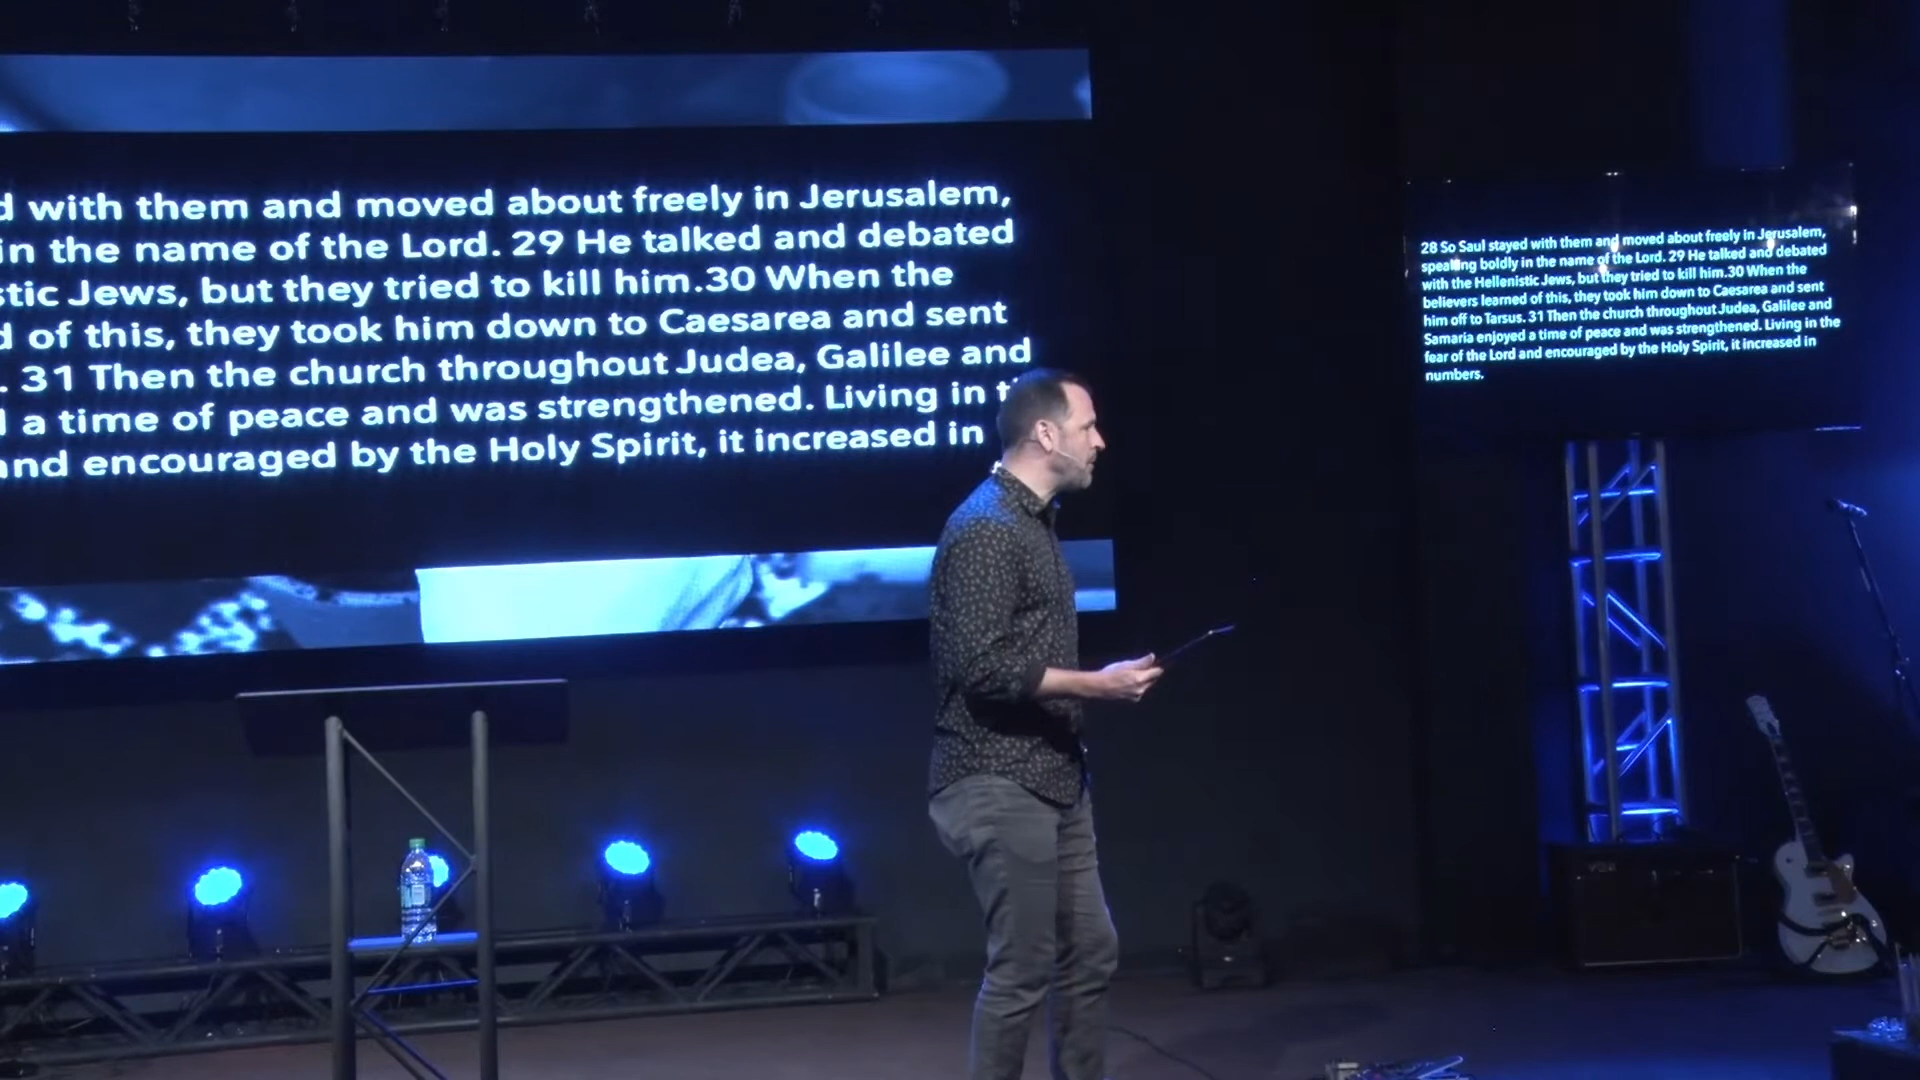 d with them and moved about freely in Jerusalem,
in the name of the Lord. 29 He talked and debated
stic Jews, but they tried to kill him.30 When the
d of this, they took him down to Caesarea and sent
. 31 Then the church throughout Judea, Galilee and
d a time of peace and was strengthened. Living in t
and encouraged by the Holy Spirit, it increased in
28 So Saul stayed with them and moved about freely in Jerusalem,
speaking boldly in the name of the Lord. 29 He talked and debated
with the Hellenistic Jews, but they tried to kill him.30 When the
believers learned of this, they took him down to Caesarea and sent
him off to Tarsus. 31 Then the church throughout Judea, Galilee and
Samaria enjoyed a time of peace and was strengthened. Living in the
fear of the Lord and encouraged by the Holy Spirit, it increased in
numbers.
VOX